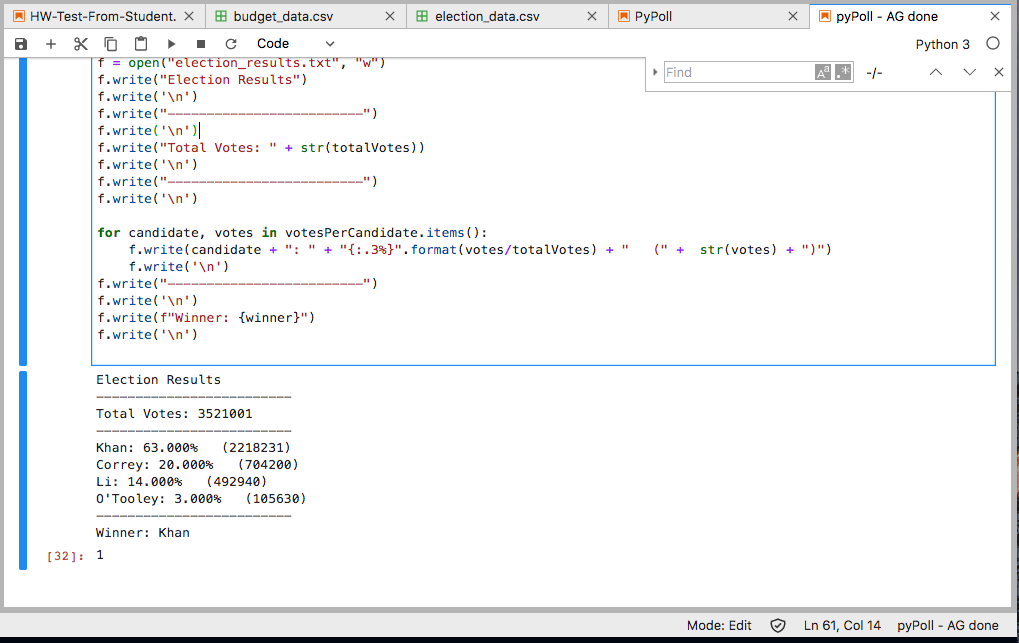 HW-Test-From-Student.
budget_data.csv
election_data.csv
PyPoll
pyPoll - AG done
Code
Python 3
Find
Aª
.*
-/-
f = open("election_results.txt", "w")
f.write("Election Results")
f.write('\n')
f.write("—————————————————————————")
f.write('\n')
f.write("Total Votes: " + str(totalVotes))
f.write('\n')
f.write("—————————————————————————")
f.write('\n')
for candidate, votes in votesPerCandidate.items():
    f.write(candidate + ": " + "{:.3%}".format(votes/totalVotes) + "   (" +  str(votes) + ")")
    f.write('\n')
f.write("—————————————————————————")
f.write('\n')
f.write(f"Winner: {winner}")
f.write('\n')
Election Results
—————————————————————————
Total Votes: 3521001
—————————————————————————
Khan: 63.000%   (2218231)
Correy: 20.000%   (704200)
Li: 14.000%   (492940)
O'Tooley: 3.000%   (105630)
—————————————————————————
Winner: Khan
[32]: 1
Mode: Edit
Ln 61, Col 14
pyPoll - AG done